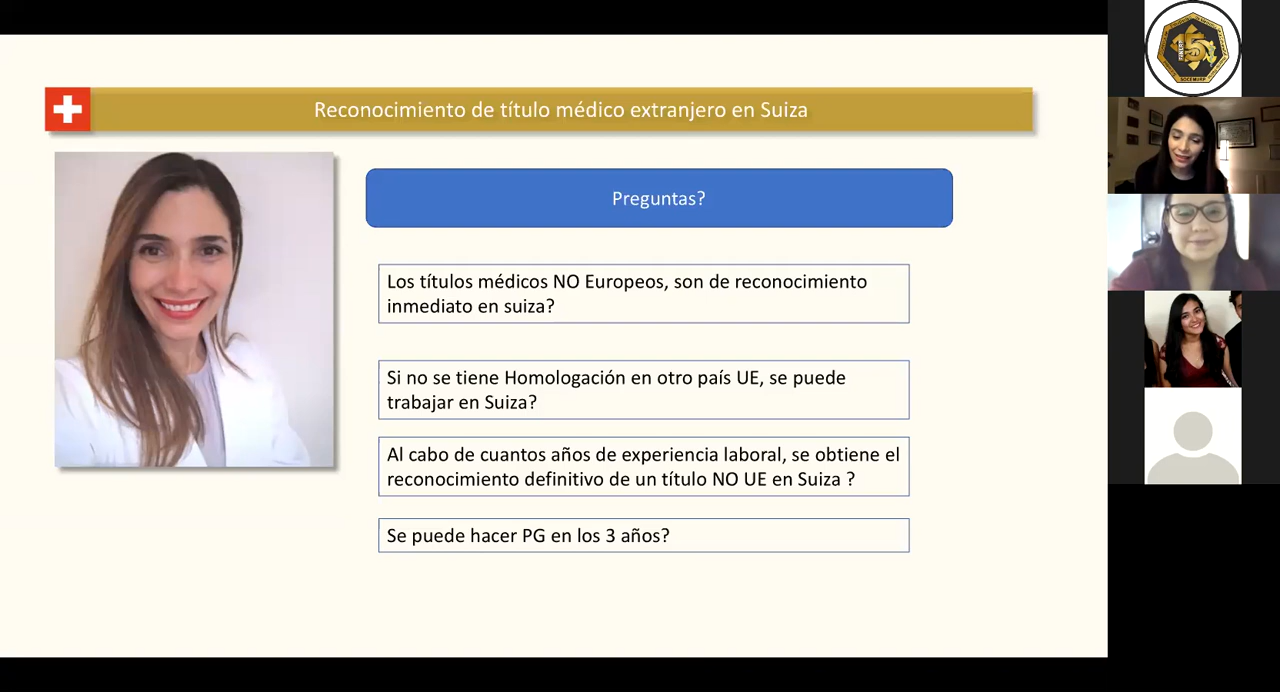 Reconocimiento de título médico extranjero en Suiza
Preguntas?
Los títulos médicos NO Europeos, son de reconocimiento
inmediato en suiza?
Si no se tiene Homologación en otro país UE, se puede
trabajar en Suiza?
Al cabo de cuantos años de experiencia laboral, se obtiene el
reconocimiento definitivo de un título NO UE en Suiza ?
Se puede hacer PG en los 3 años?
15